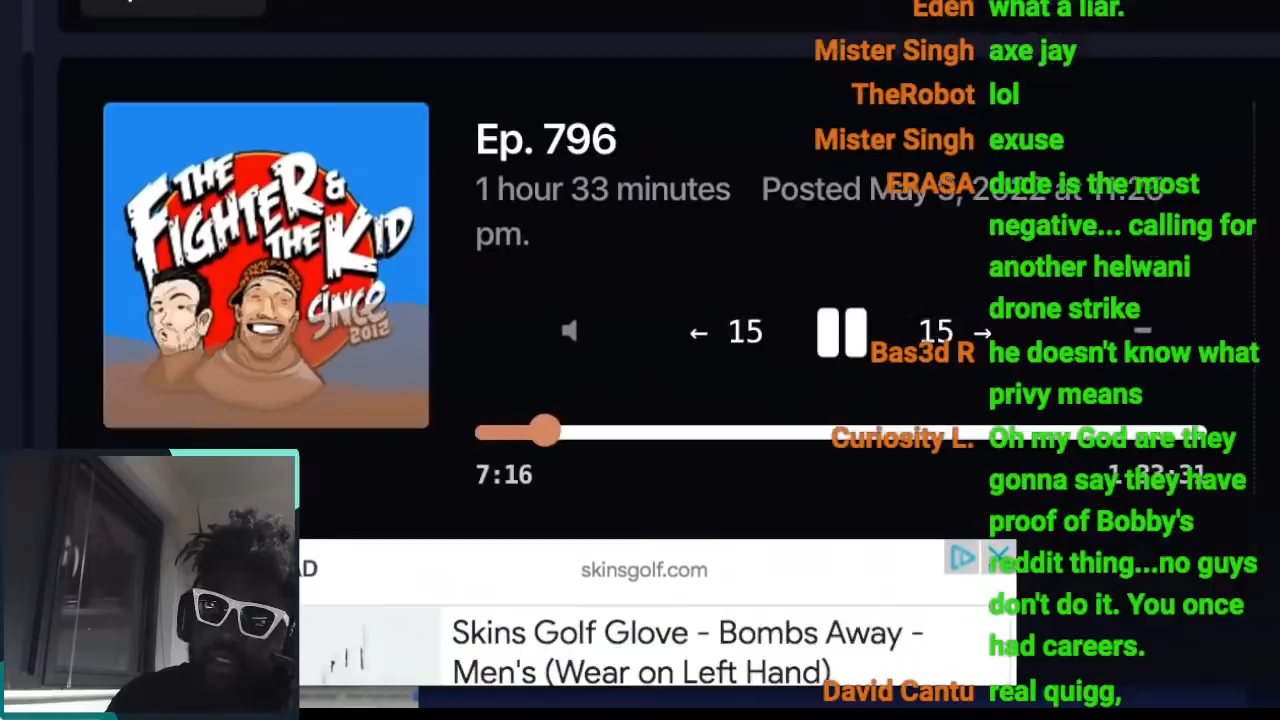 Eden what a liar.
Mister Singh axe jay
TheRobot lol
Mister Singh exuse
ERASA dude is the most
negative... calling for
another helwani
drone strike
Bas3d R he doesn't know what
privy means
Curiosity L. Oh my God are they
gonna say they have
proof of Bobby's
reddit thing...no guys
don't do it. You once
had careers.
David Cantu real quigg,
THE
FIGHTER &
THE KID
SINCE
2012
Ep. 796
1 hour 33 minutes Posted May 2022 at
pm.
← 15 15 →
7:16
skinsgolf.com
Skins Golf Glove - Bombs Away -
Men's (Wear on Left Hand)